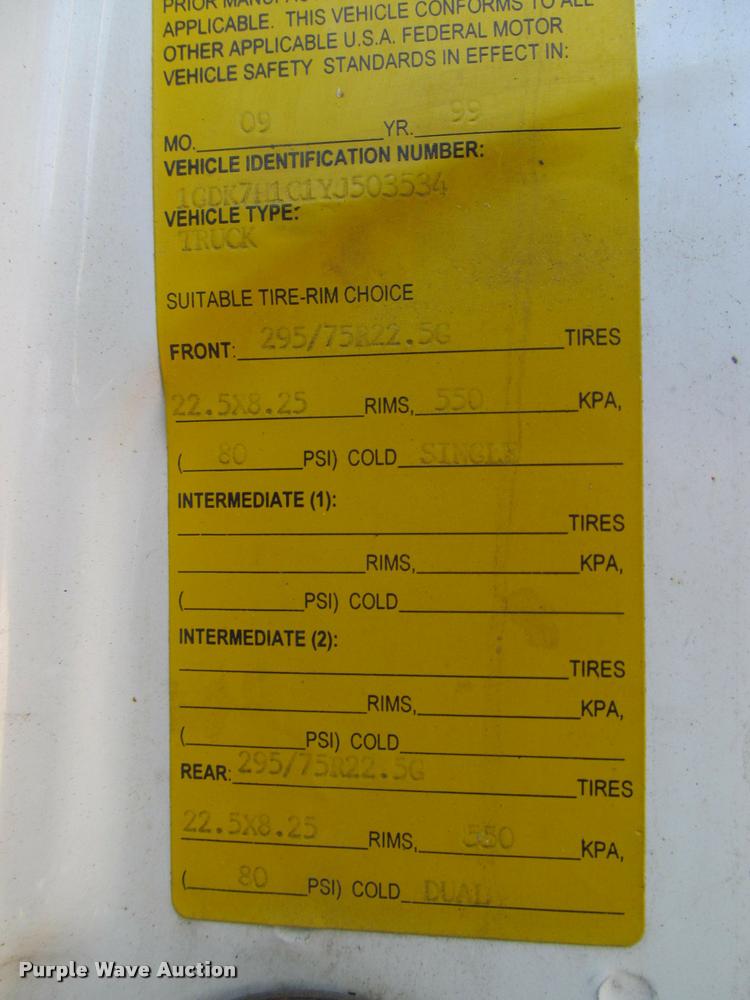 PRIOR
APPLICABLE. THIS VEHICLE CONFORMS TO ALL
OTHER APPLICABLE U.S.A. FEDERAL MOTOR
VEHICLE SAFETY STANDARDS IN EFFECT IN:
MO. 09 YR. 99
VEHICLE IDENTIFICATION NUMBER:
1GDK7H1C1YJ503534
VEHICLE TYPE:
TRUCK
SUITABLE TIRE-RIM CHOICE
FRONT: 295/75R22.5G TIRES
22.5X8.25 RIMS, 550 KPA,
( 80 PSI) COLD SINGLE
INTERMEDIATE (1):
TIRES
RIMS, KPA,
( PSI) COLD
INTERMEDIATE (2):
TIRES
RIMS, KPA,
( PSI) COLD
REAR: 295/75R22.5G TIRES
22.5X8.25 RIMS, 550 KPA,
( 80 PSI) COLD DUAL
Purple Wave Auction